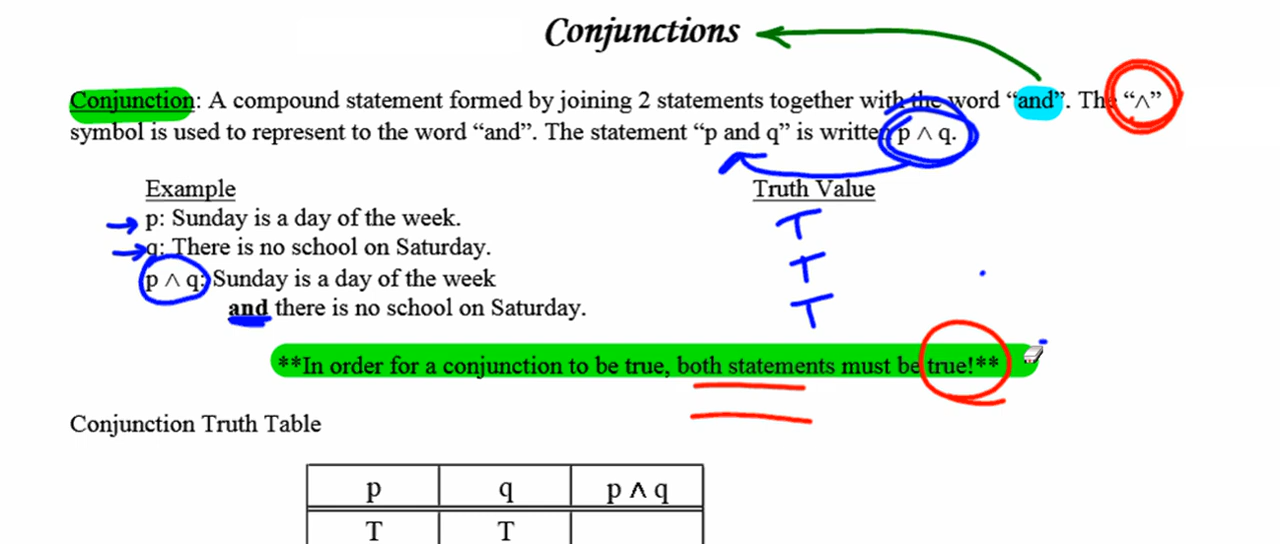 Conjunctions
Conjunction: A compound statement formed by joining 2 statements together with the word “and”. The “∧”
symbol is used to represent to the word “and”. The statement “p and q” is written p ∧ q.
Example Truth Value
p: Sunday is a day of the week. T
q: There is no school on Saturday. T
p ∧ q: Sunday is a day of the week
and there is no school on Saturday. T
**In order for a conjunction to be true, both statements must be true!**
Conjunction Truth Table
p q p ∧ q
T T